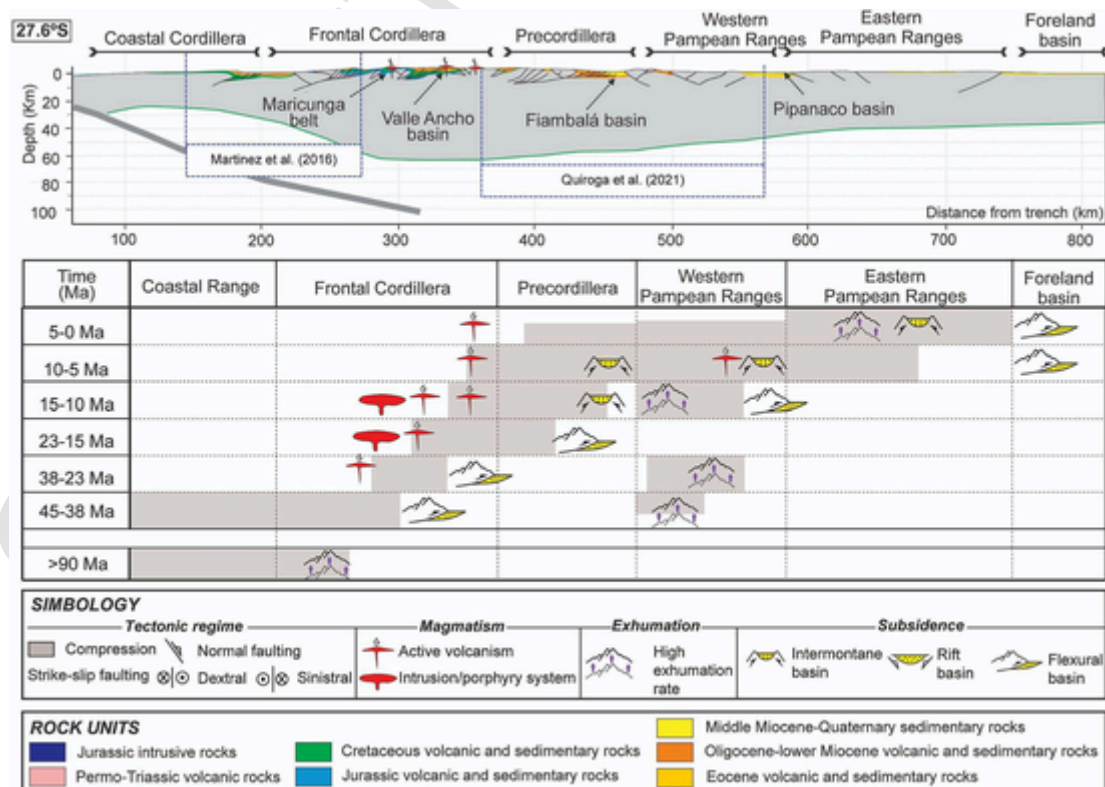 27.6ºS
Coastal Cordillera
Frontal Cordillera
Precordillera
Western
Pampean Ranges
Eastern
Pampean Ranges
Foreland
basin
Depth (Km)
0
20
40
60
80
100
Maricunga
belt
Valle Ancho
basin
Fiambalá basin
Pipanaco basin
Martinez et al. (2016)
Quiroga et al. (2021)
Distance from trench (km)
100 200 300 400 500 600 700 800
Time
(Ma)
Coastal Range
Frontal Cordillera
Precordillera
Western
Pampean Ranges
Eastern
Pampean Ranges
Foreland
basin
5-0 Ma
10-5 Ma
15-10 Ma
23-15 Ma
38-23 Ma
45-38 Ma
>90 Ma
SIMBOLOGY
Tectonic regime
Compression
Normal faulting
Strike-slip faulting
Dextral
Sinistral
Magmatism
Active volcanism
Intrusion/porphyry system
Exhumation
High
exhumation
rate
Subsidence
Intermontane
basin
Rift
basin
Flexural
basin
ROCK UNITS
Jurassic intrusive rocks
Permo-Triassic volcanic rocks
Cretaceous volcanic and sedimentary rocks
Jurassic volcanic and sedimentary rocks
Middle Miocene-Quaternary sedimentary rocks
Oligocene-lower Miocene volcanic and sedimentary rocks
Eocene volcanic and sedimentary rocks